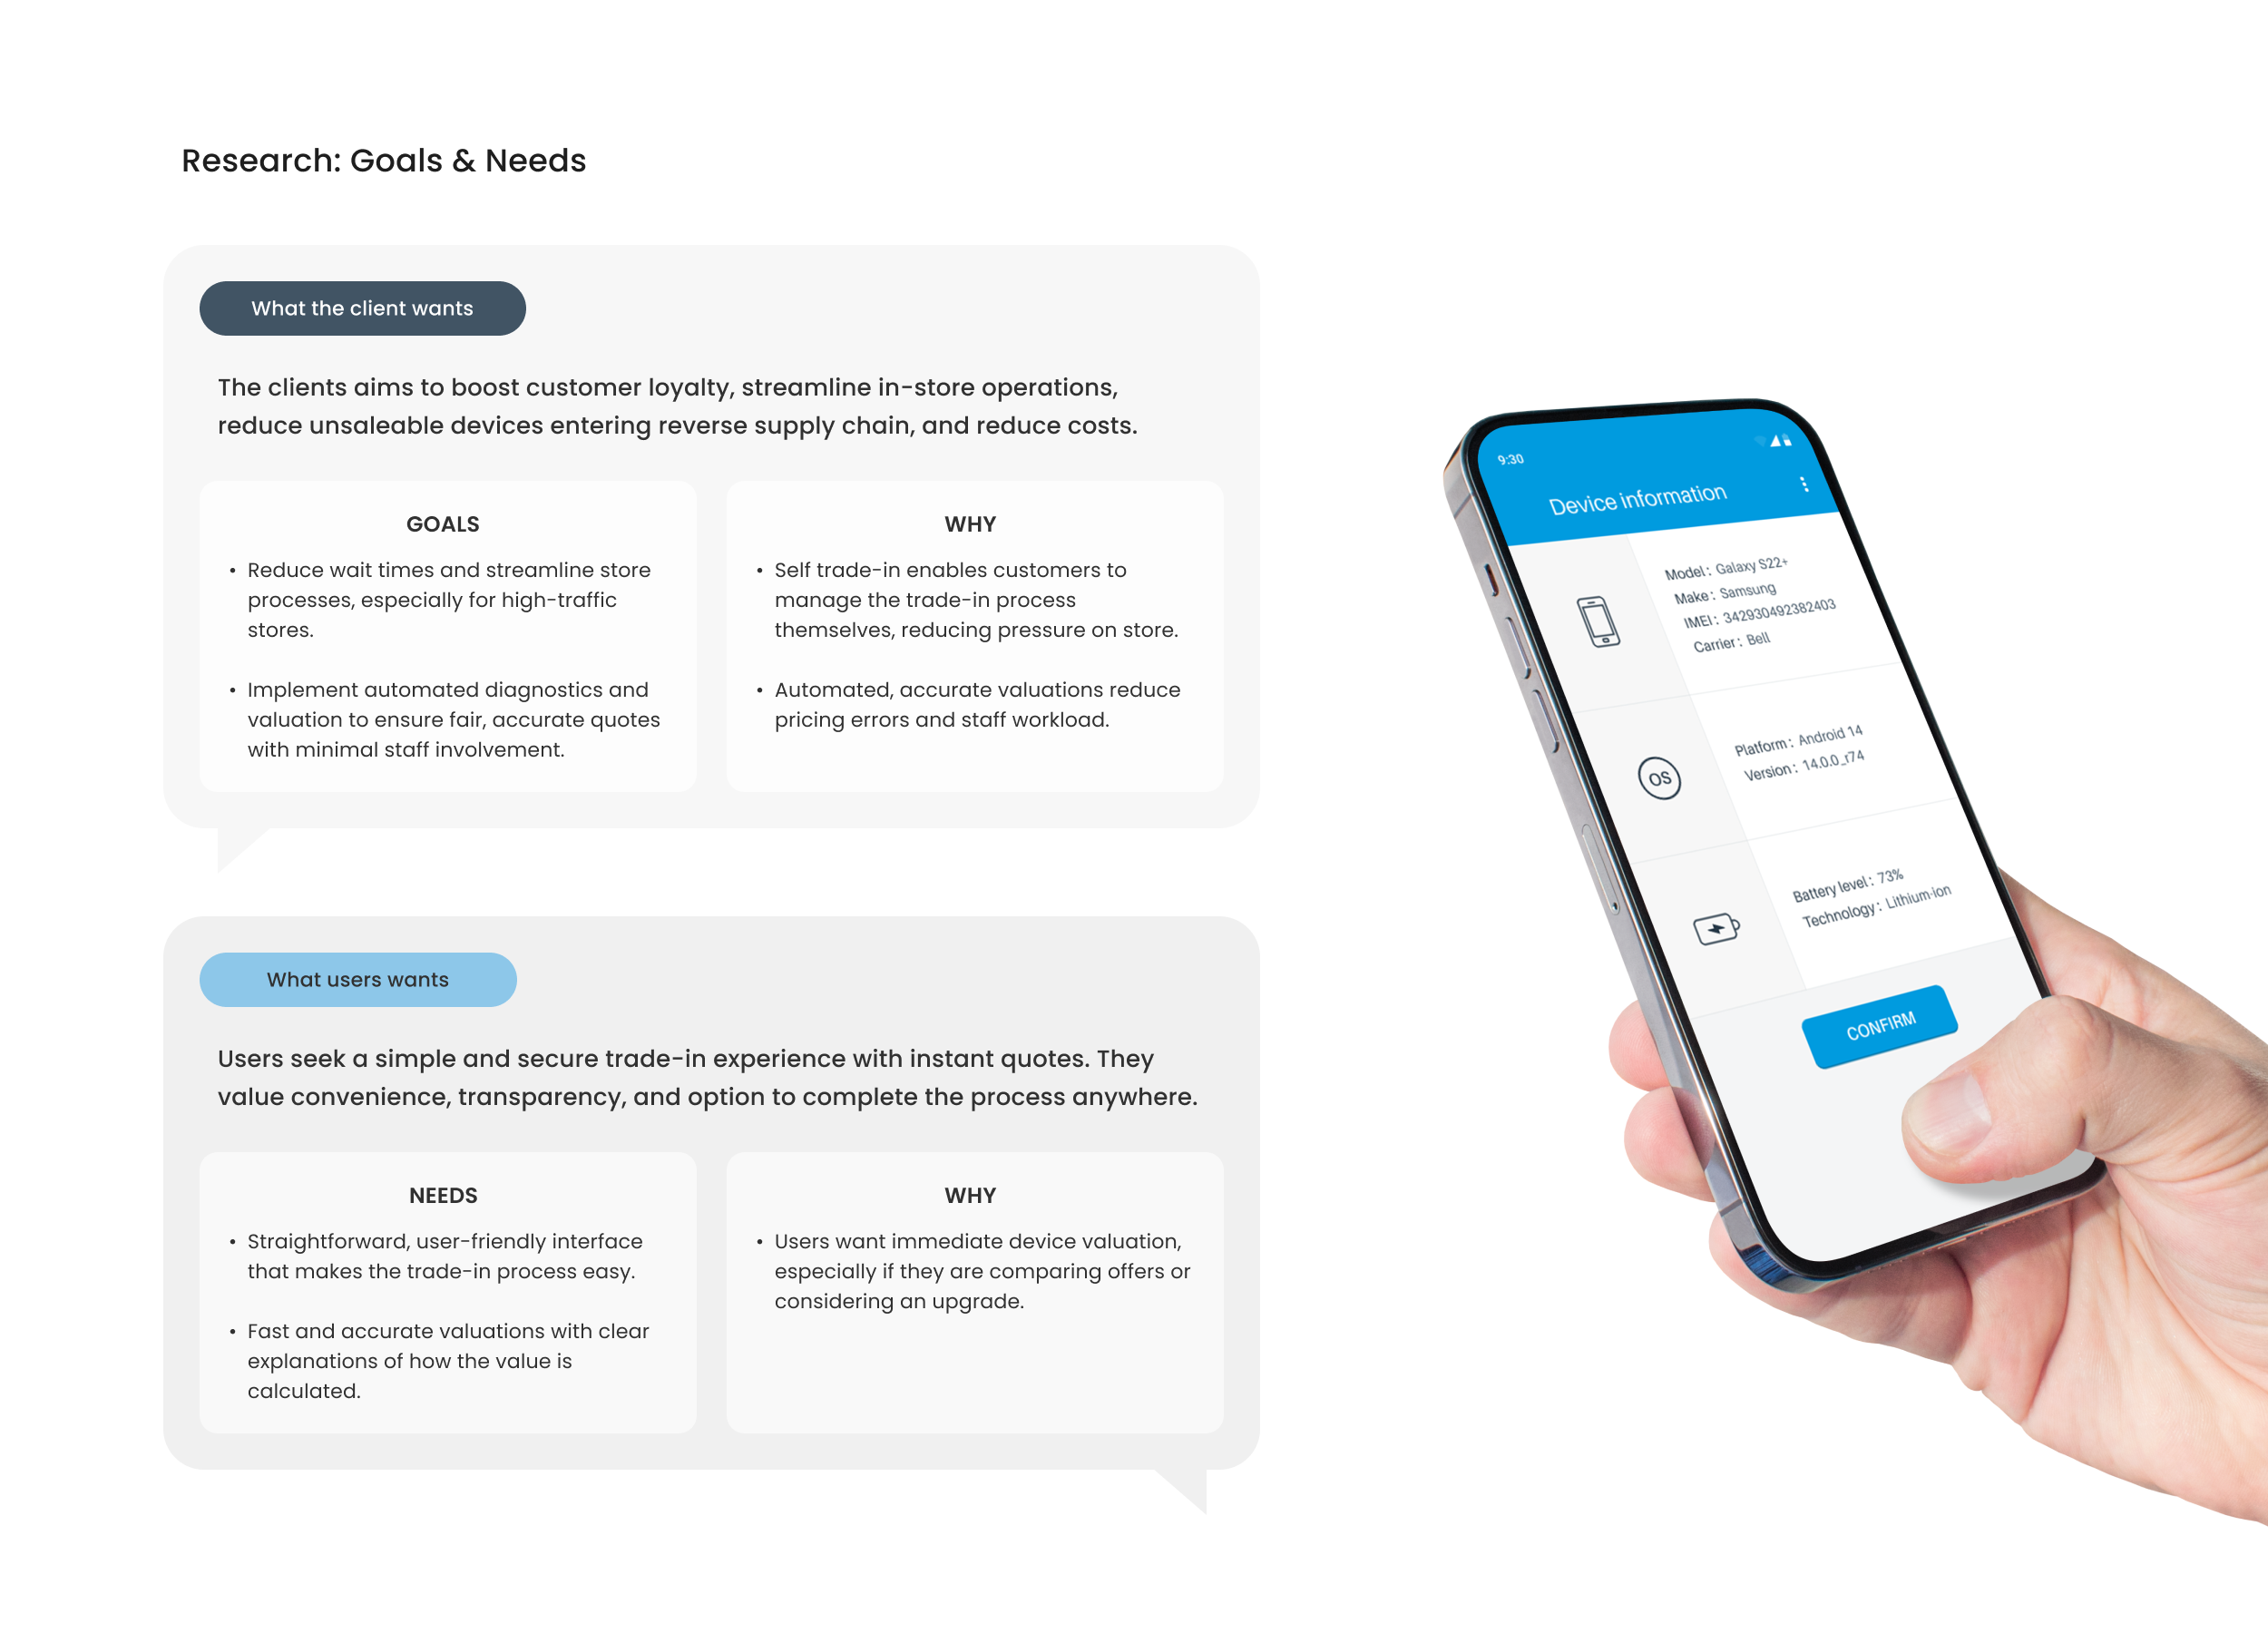 Research: Goals & Needs
What the client wants
The clients aims to boost customer loyalty, streamline in-store operations,
reduce unsaleable devices entering reverse supply chain, and reduce costs.
GOALS
• Reduce wait times and streamline store
processes, especially for high-traffic
stores.
• Implement automated diagnostics and
valuation to ensure fair, accurate quotes
with minimal staff involvement.
WHY
• Self trade-in enables customers to
manage the trade-in process
themselves, reducing pressure on store.
• Automated, accurate valuations reduce
pricing errors and staff workload.
What users wants
Users seek a simple and secure trade-in experience with instant quotes. They
value convenience, transparency, and option to complete the process anywhere.
NEEDS
• Straightforward, user-friendly interface
that makes the trade-in process easy.
• Fast and accurate valuations with clear
explanations of how the value is
calculated.
WHY
• Users want immediate device valuation,
especially if they are comparing offers or
considering an upgrade.
9:30
Device information
Model: Galaxy S22+
Make: Samsung
IMEI: 342930492382403
Carrier: Bell
OS
Platform: Android 14
Version: 14.0.0_r74
Battery level: 73%
Technology: Lithium-ion
CONFIRM